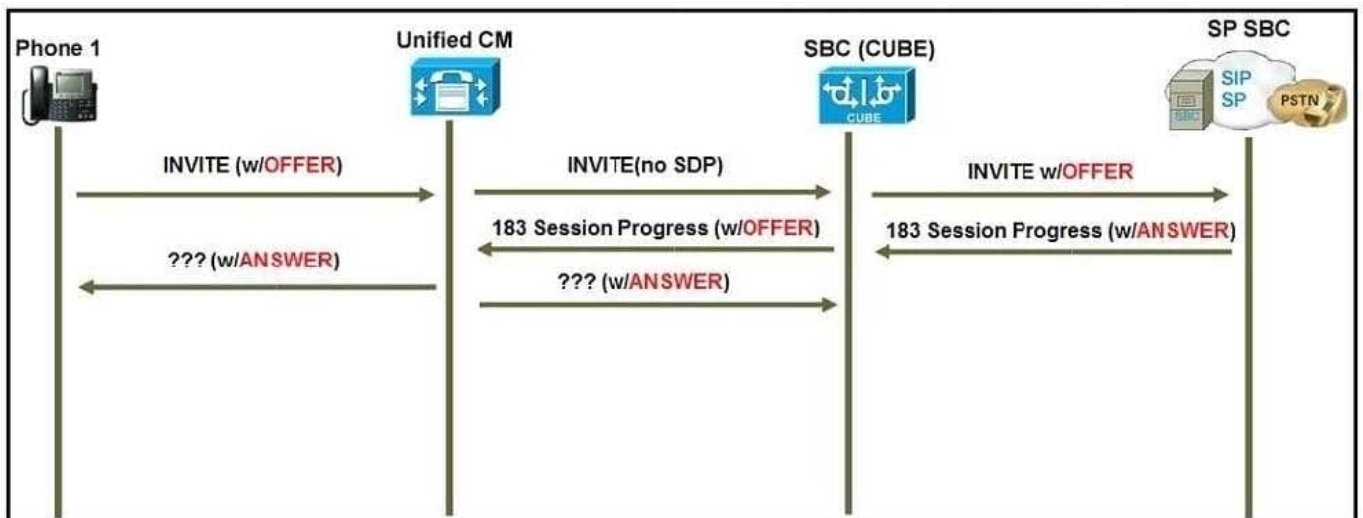 Phone 1
Unified CM
SBC (CUBE)
SP SBC
CUBE
SIP
SP
SBC
PSTN
INVITE (w/OFFER)
INVITE(no SDP)
INVITE w/OFFER
183 Session Progress (w/OFFER)
183 Session Progress (w/ANSWER)
??? (w/ANSWER)
??? (w/ANSWER)